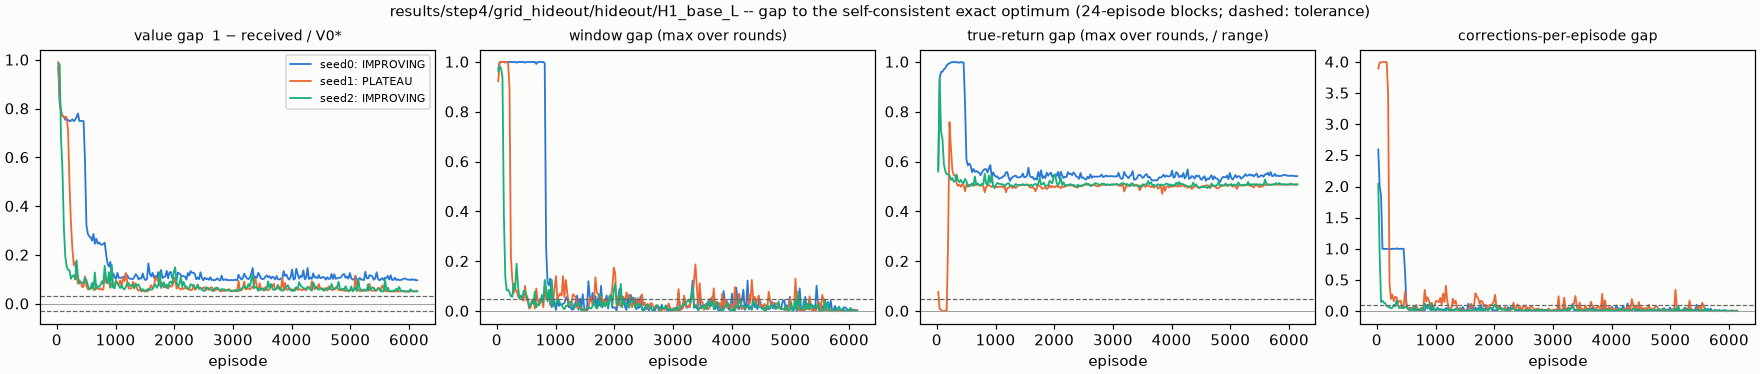 results/step4/grid_hideout/hideout/H1_base_L -- gap to the self-consistent exact optimum (24-episode blocks; dashed: tolerance)
value gap 1 − received / V0*
1.0
0.8
0.6
0.4
0.2
0.0
seed0: IMPROVING
seed1: PLATEAU
seed2: IMPROVING
0 1000 2000 3000 4000 5000 6000
episode
window gap (max over rounds)
1.0
0.8
0.6
0.4
0.2
0.0
0 1000 2000 3000 4000 5000 6000
episode
true-return gap (max over rounds, / range)
1.0
0.8
0.6
0.4
0.2
0.0
0 1000 2000 3000 4000 5000 6000
episode
corrections-per-episode gap
4.0
3.5
3.0
2.5
2.0
1.5
1.0
0.5
0.0
0 1000 2000 3000 4000 5000 6000
episode